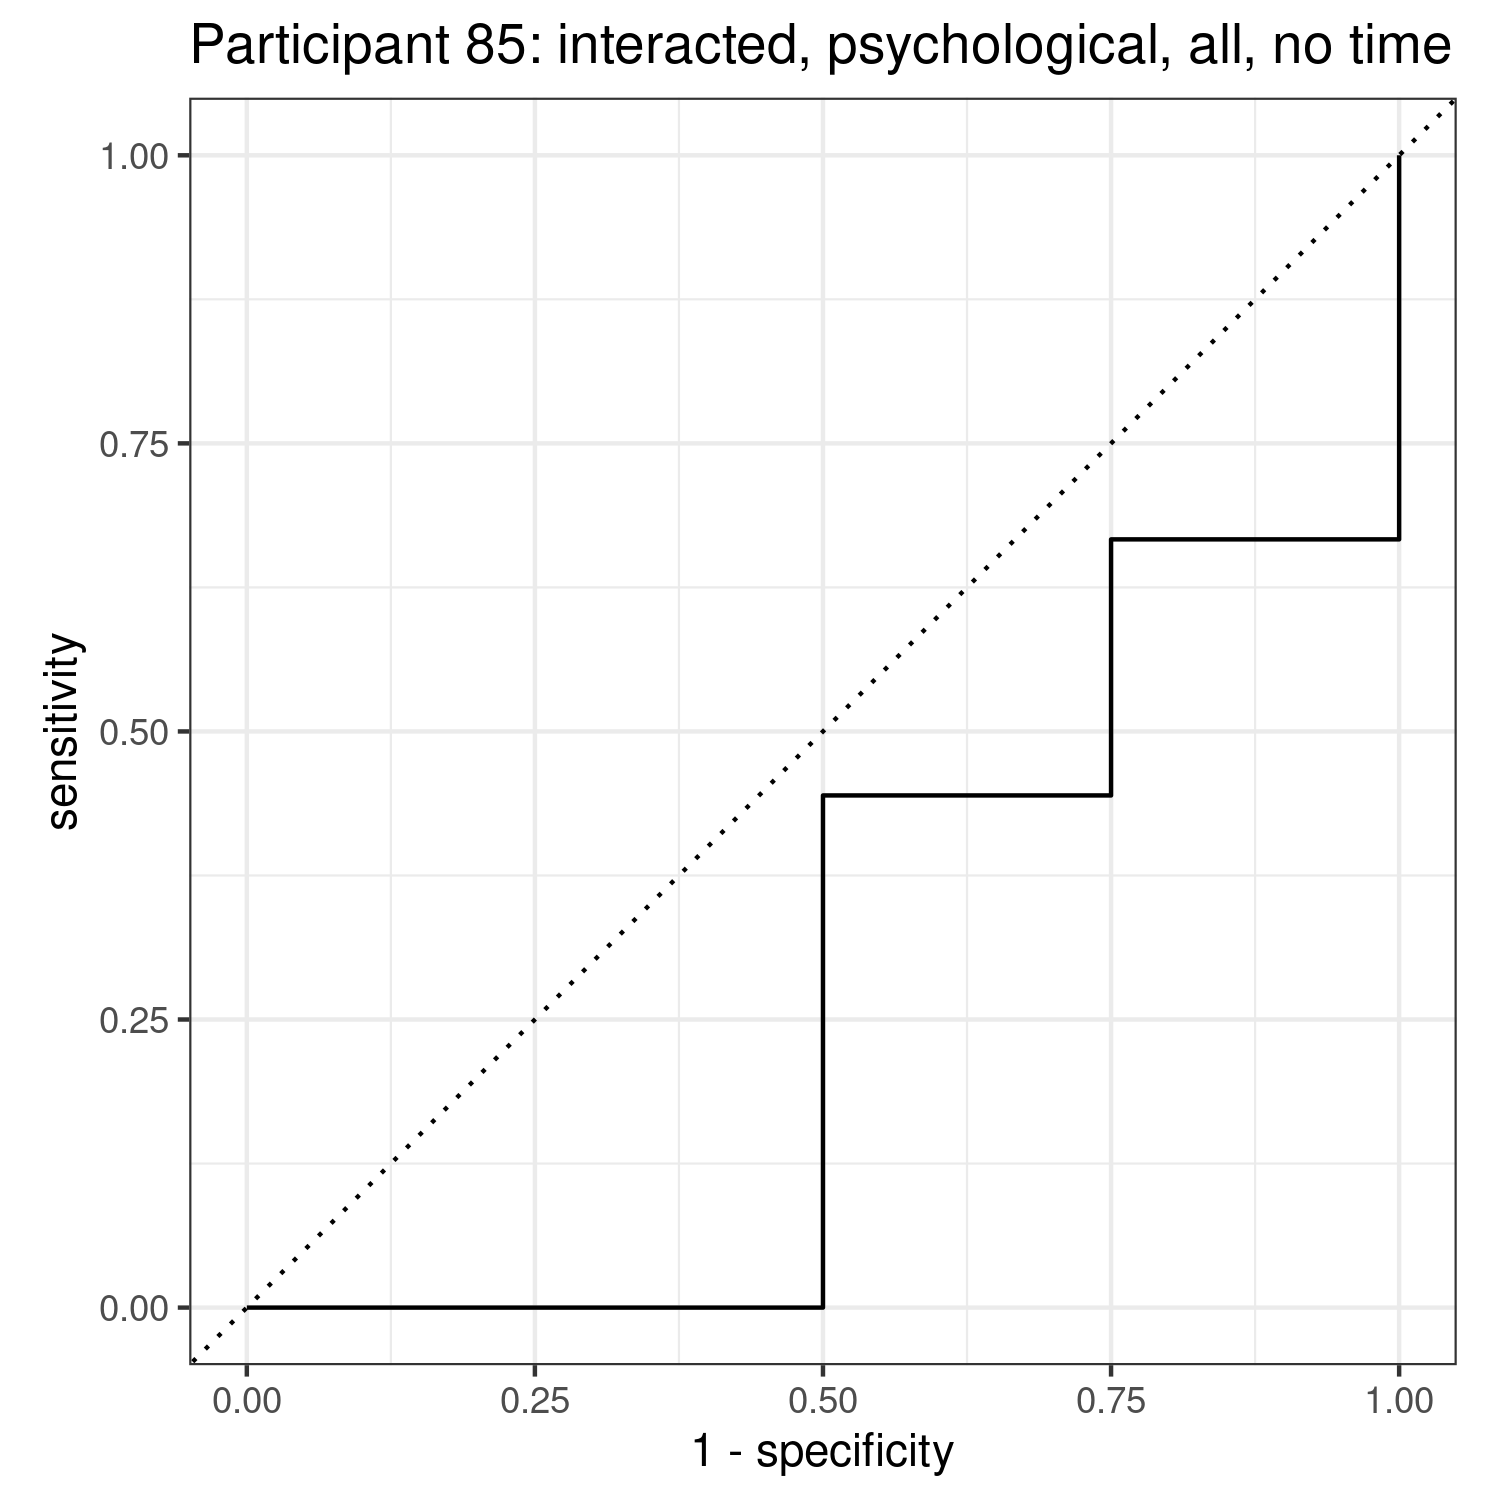 Participant 85: interacted, psychological, all, no time
1.00
0.75
0.50
0.25
0.00
sensitivity
0.00 0.25 0.50 0.75 1.00
1 - specificity